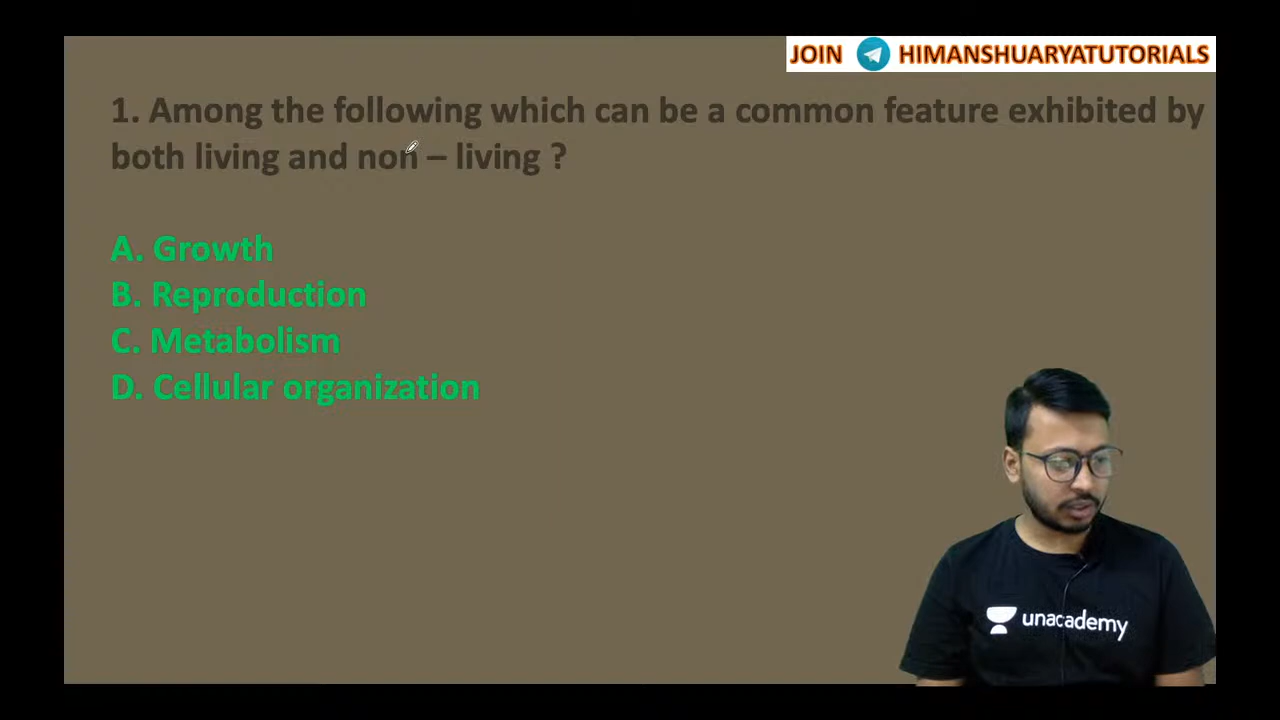 JOIN HIMANSHUARYATUTORIALS
1. Among the following which can be a common feature exhibited by
both living and non – living ?
A. Growth
B. Reproduction
C. Metabolism
D. Cellular organization
unacademy